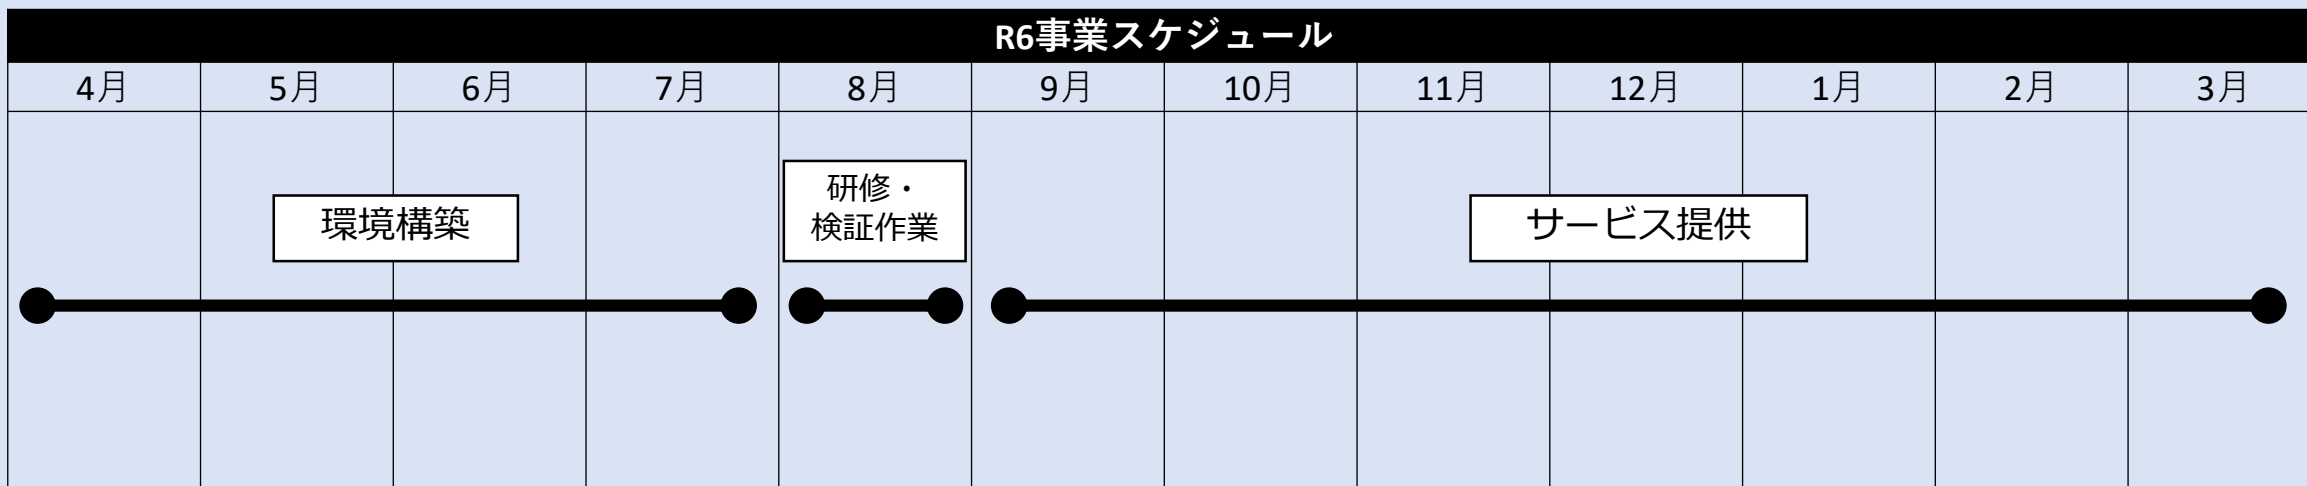 R6事業スケジュール
4月 5月 6月 7月 8月 9月 10月 11月 12月 1月 2月 3月
環境構築
研修・
検証作業
サービス提供